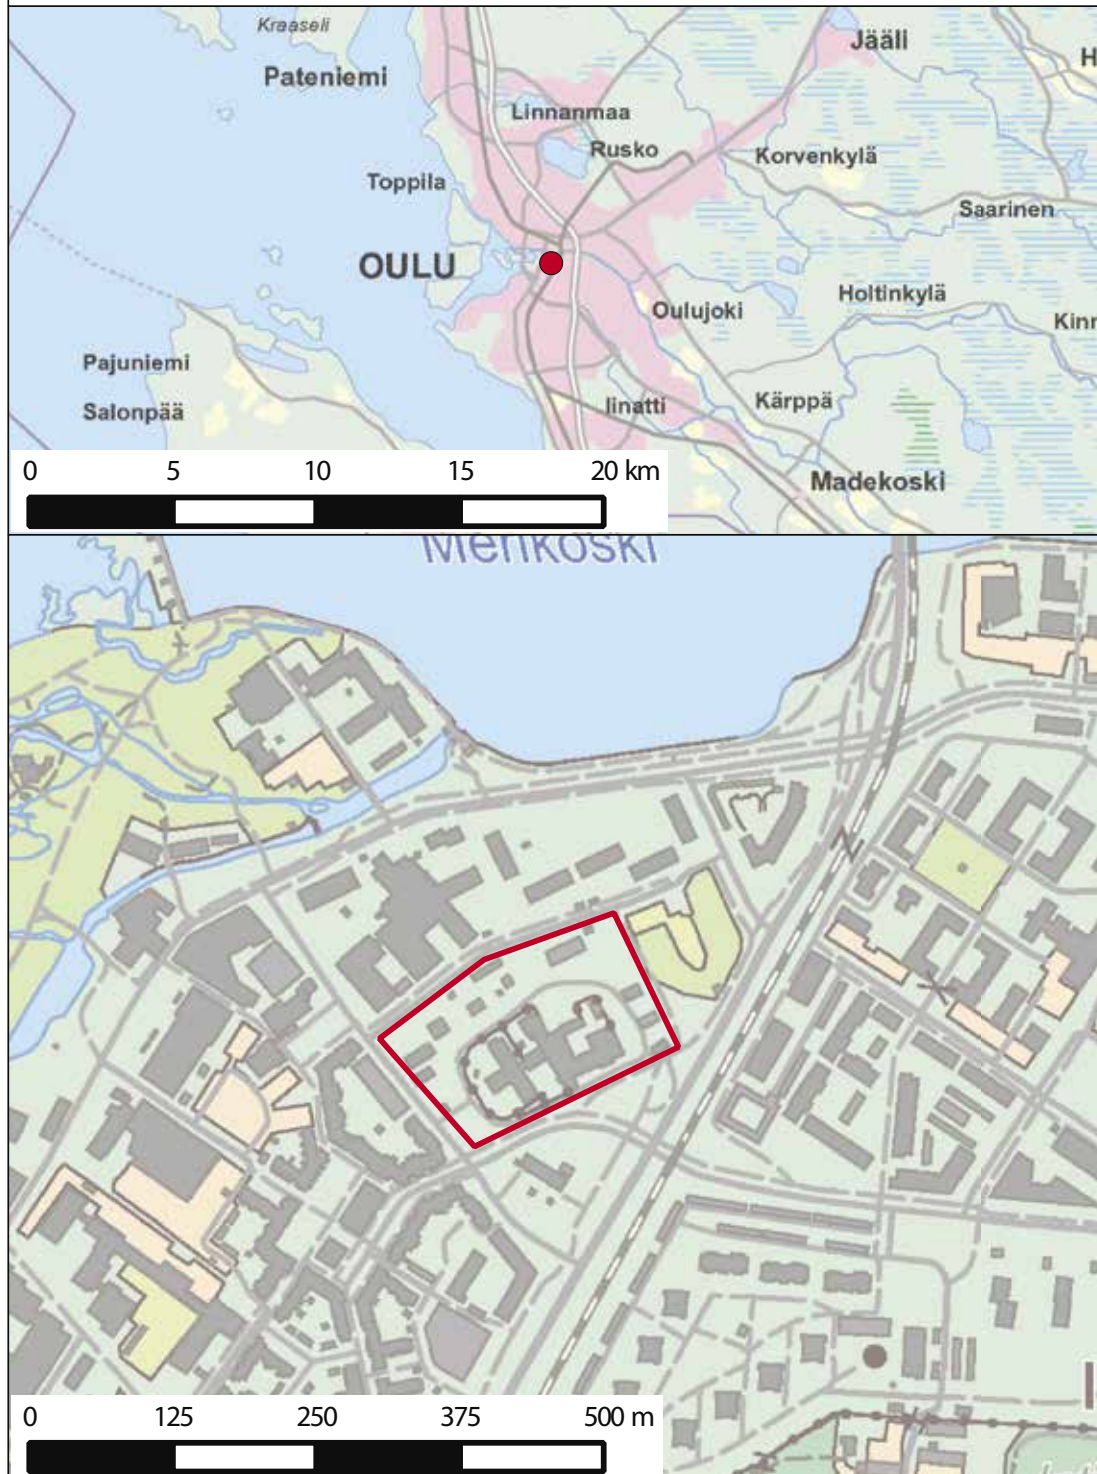 Kraaseli
Jääli
Pateniemi
H
Linnanmaa
Rusko
Korvenkylä
Toppila
Saarinen
OULU
Holtinkylä
Oulujoki
Kinn
Pajuniemi
Salonpää
Iinatti
Kärppä
0 5 10 15 20 km
Madekoski
Merikoski
0 125 250 375 500 m